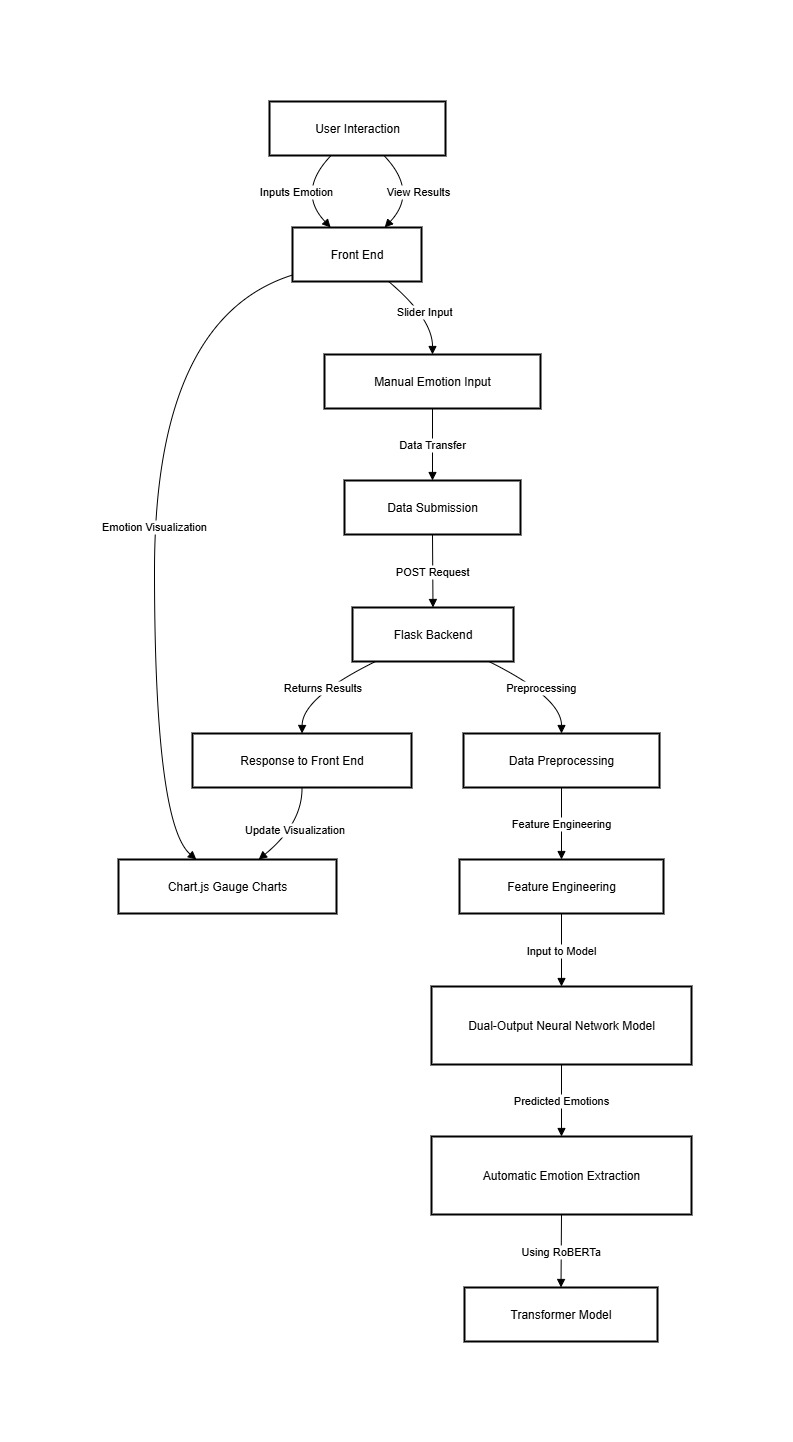 User Interaction
Inputs Emotion
View Results
Front End
Slider Input
Manual Emotion Input
Data Transfer
Data Submission
Emotion Visualization
POST Request
Flask Backend
Returns Results
Preprocessing
Response to Front End
Data Preprocessing
Feature Engineering
Update Visualization
Chart.js Gauge Charts
Feature Engineering
Input to Model
Dual-Output Neural Network Model
Predicted Emotions
Automatic Emotion Extraction
Using RoBERTa
Transformer Model